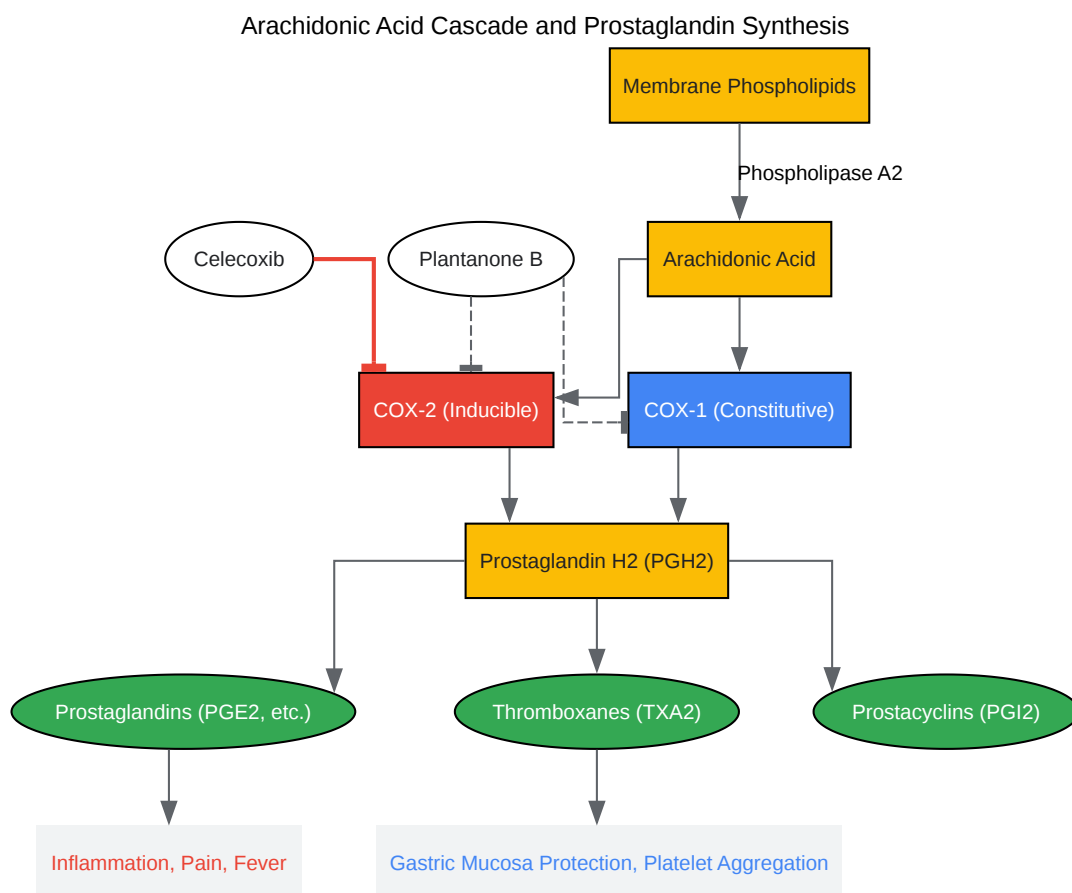 Arachidonic Acid Cascade and Prostaglandin Synthesis
Membrane Phospholipids
Phospholipase A2
Celecoxib
Plantanone B
Arachidonic Acid
COX-2 (Inducible)
COX-1 (Constitutive)
Prostaglandin H2 (PGH2)
Prostaglandins (PGE2, etc.)
Thromboxanes (TXA2)
Prostacyclins (PGI2)
Inflammation, Pain, Fever
Gastric Mucosa Protection, Platelet Aggregation